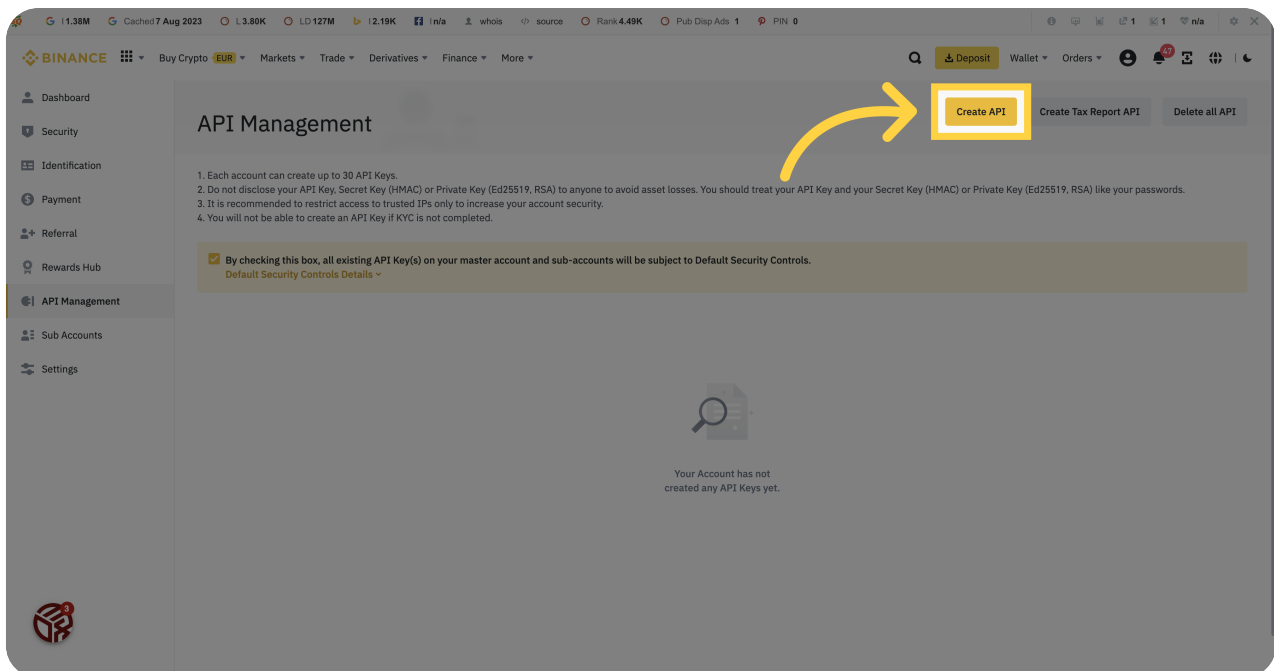 I 1.38M Cached 7 Aug 2023 L 3.80K LD 127M I 2.19K I n/a whois source Rank 4.49K Pub Disp Ads 1 PIN 0 1 1 n/a
BINANCE Buy Crypto EUR Markets Trade Derivatives Finance More Deposit Wallet Orders 47
Dashboard
Security
Identification
Payment
Referral
Rewards Hub
API Management
Sub Accounts
Settings
3
API Management
Create API Create Tax Report API Delete all API
1. Each account can create up to 30 API Keys.
2. Do not disclose your API Key, Secret Key (HMAC) or Private Key (Ed25519, RSA) to anyone to avoid asset losses. You should treat your API Key and your Secret Key (HMAC) or Private Key (Ed25519, RSA) like your passwords.
3. It is recommended to restrict access to trusted IPs only to increase your account security.
4. You will not be able to create an API Key if KYC is not completed.
By checking this box, all existing API Key(s) on your master account and sub-accounts will be subject to Default Security Controls.
Default Security Controls Details
Your Account has not
created any API Keys yet.